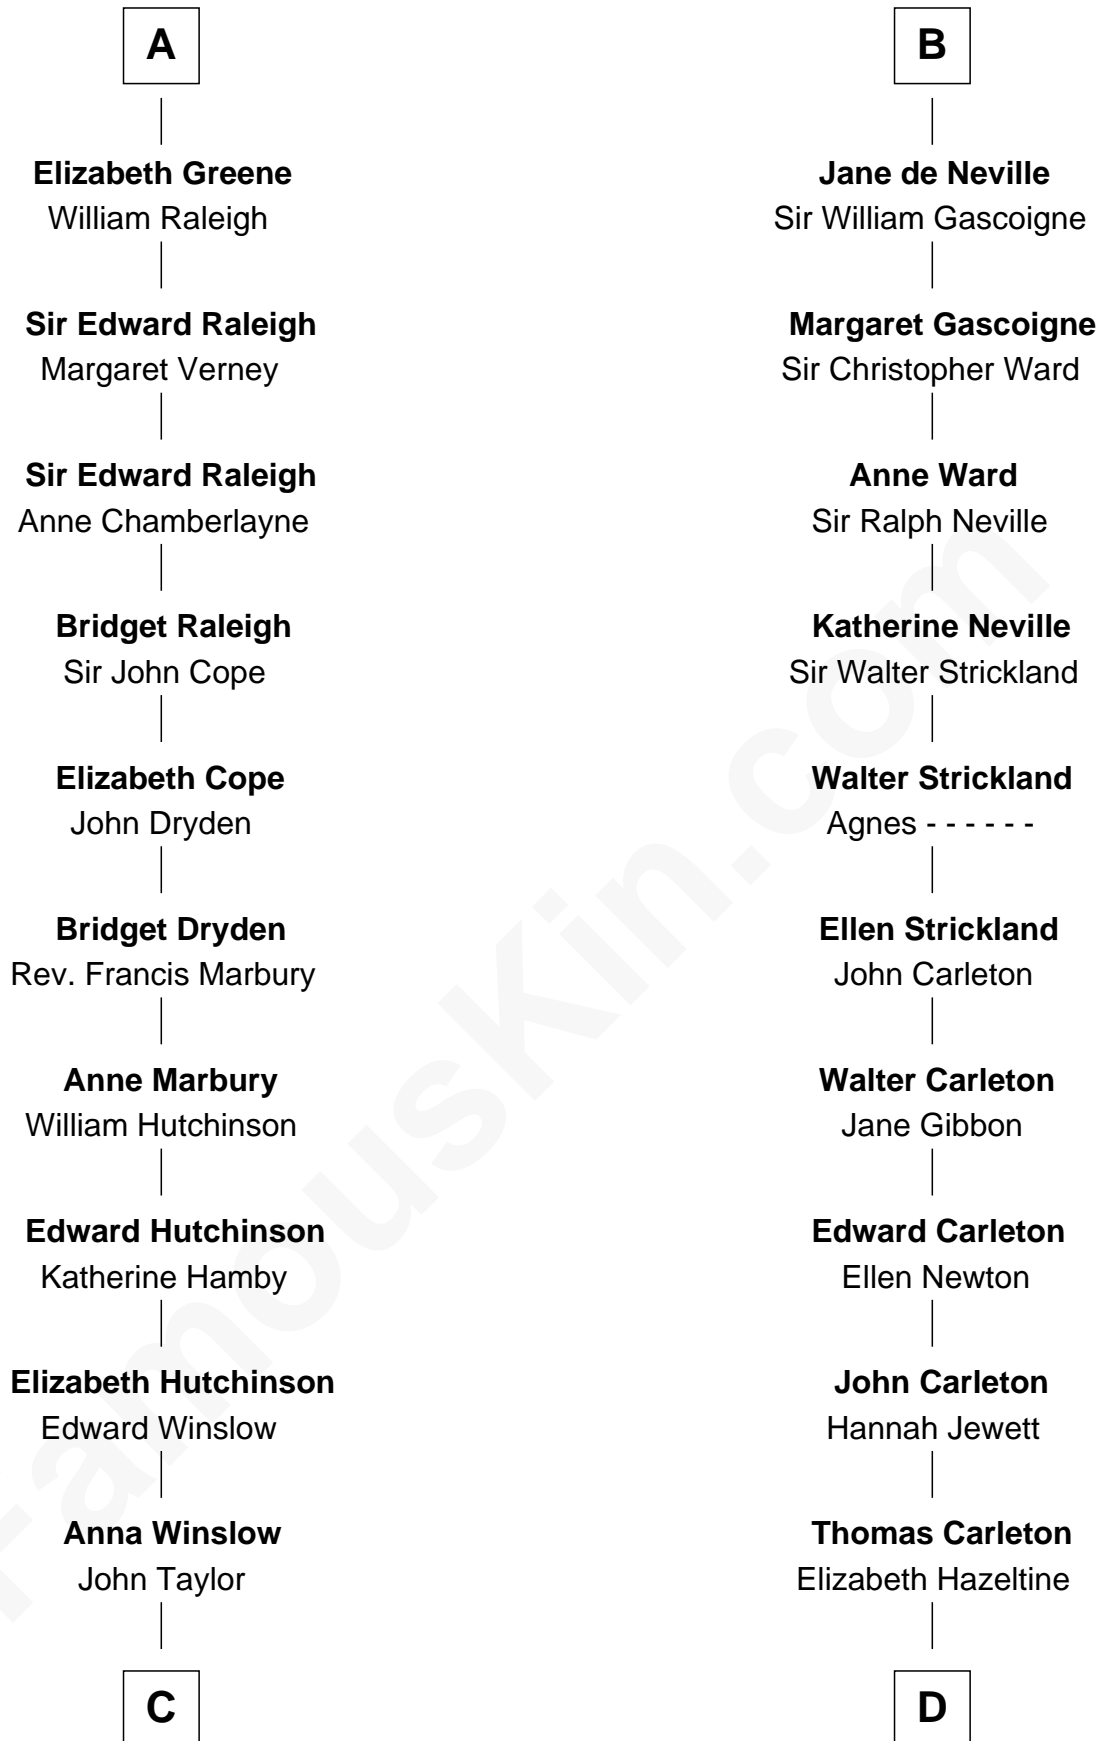 A
Elizabeth Greene
William Raleigh
Sir Edward Raleigh
Margaret Verney
Sir Edward Raleigh
Anne Chamberlayne
Bridget Raleigh
Sir John Cope
Elizabeth Cope
John Dryden
Bridget Dryden
Rev. Francis Marbury
Anne Marbury
William Hutchinson
Edward Hutchinson
Katherine Hamby
Elizabeth Hutchinson
Edward Winslow
Anna Winslow
John Taylor
C
B
Jane de Neville
Sir William Gascoigne
Margaret Gascoigne
Sir Christopher Ward
Anne Ward
Sir Ralph Neville
Katherine Neville
Sir Walter Strickland
Walter Strickland
Agnes - - - - - -
Ellen Strickland
John Carleton
Walter Carleton
Jane Gibbon
Edward Carleton
Ellen Newton
John Carleton
Hannah Jewett
Thomas Carleton
Elizabeth Hazeltine
D
FamousKin.com